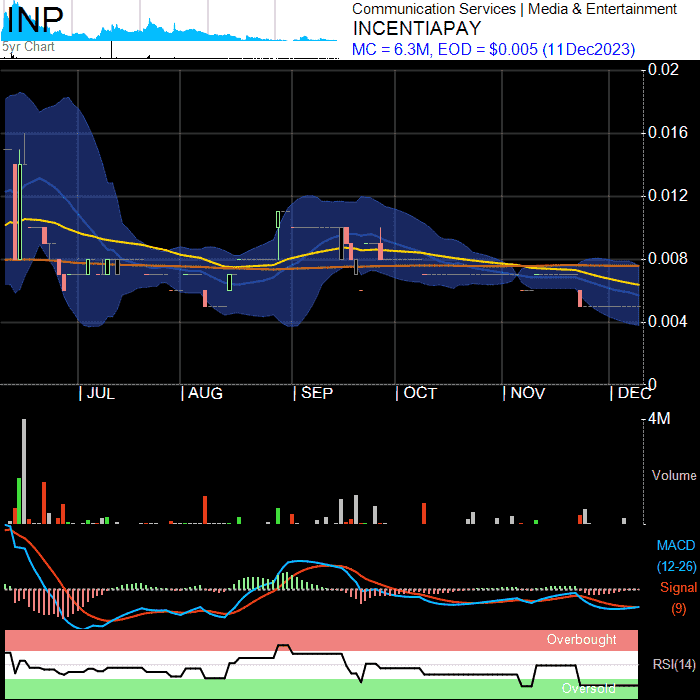 INP
5yr Chart
Communication Services | Media & Entertainment
INCENTIAPAY
MC = 6.3M, EOD = $0.005 (11Dec2023)
0.02
0.016
0.012
0.008
0.004
0
| JUL | AUG | SEP | OCT | NOV | DEC
4M
Volume
MACD
(12-26)
Signal
(9)
Overbought
RSI(14)
Oversold